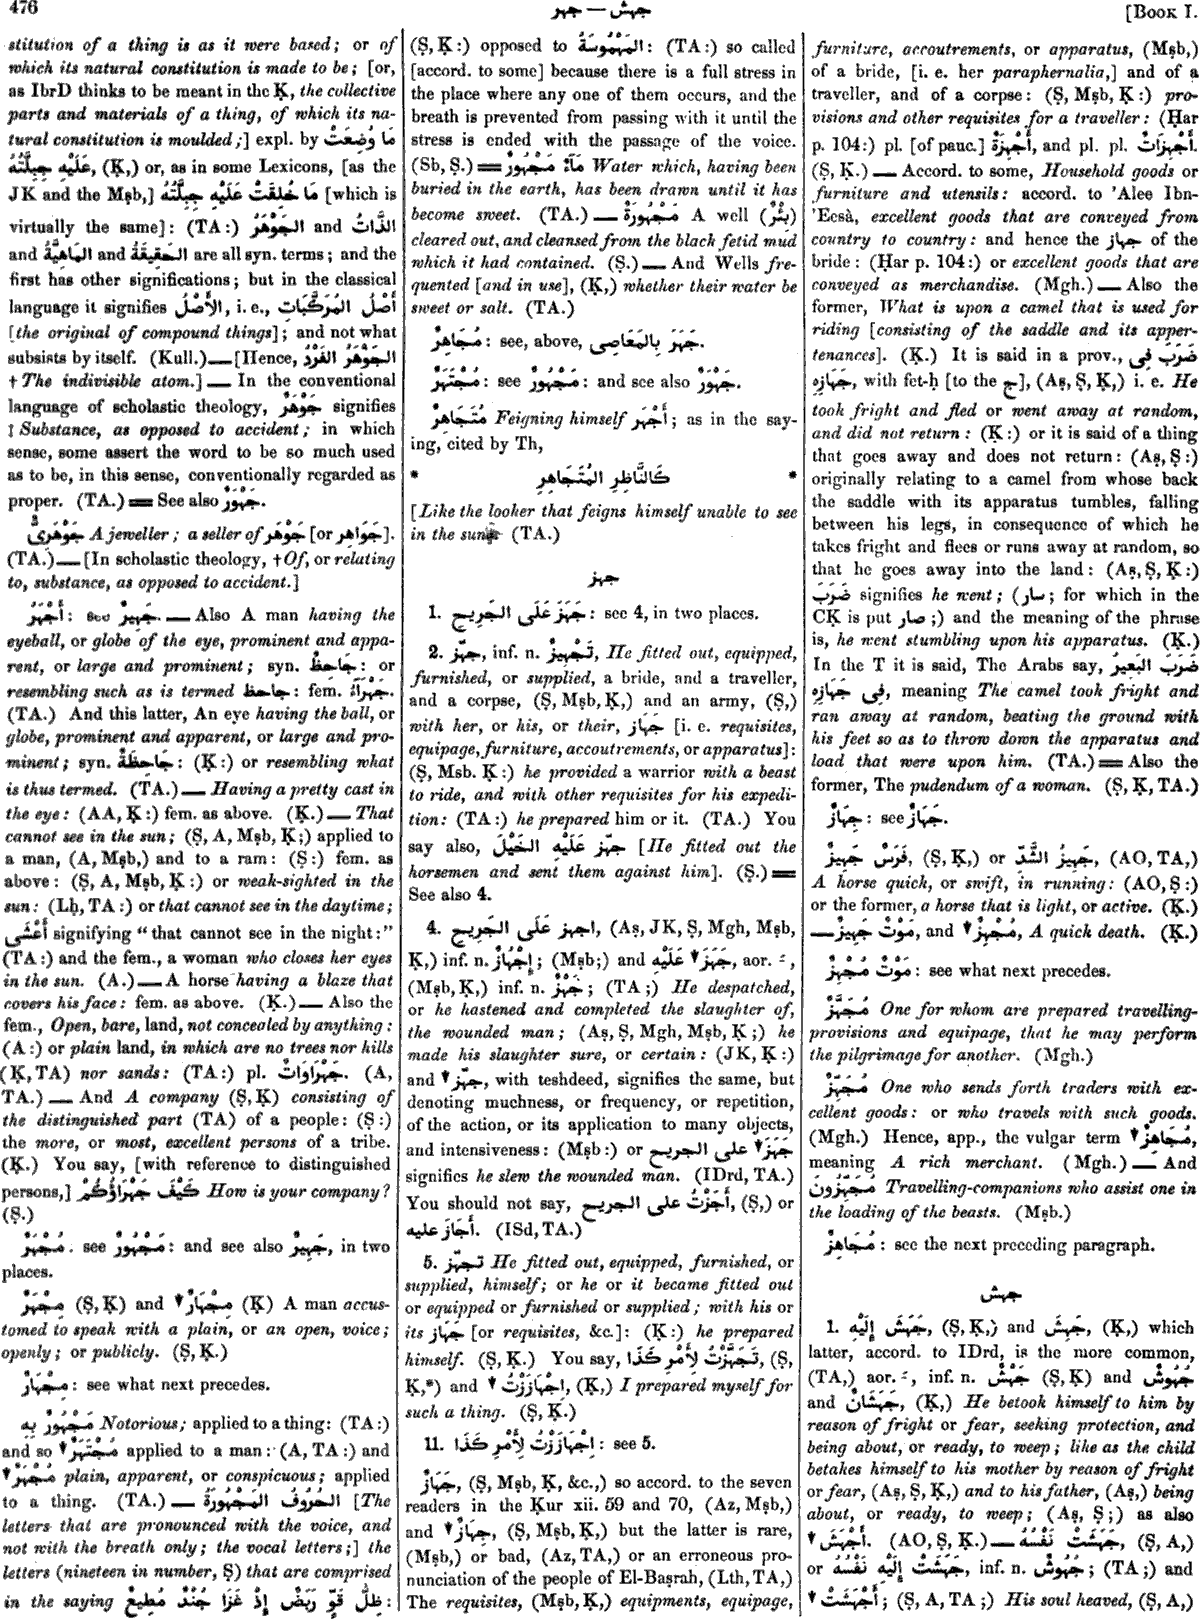 476
جهش — جهر
[BOOK I.
stitution of a thing is as it were based; or of
which its natural constitution is made to be; [or,
as IbrD thinks to be meant in the Ḳ, the collective
parts and materials of a thing, of which its na-
tural constitution is moulded;] expl. by مَا وُضِعَتْ
عَلَيْهِ جِبِلَّتُهُ, (Ḳ,) or, as in some Lexicons, [as the
JK and the Mṣb,] مَا خُلِقَتْ عَلَيْهِ جِبِلَّتُهُ [which is
virtually the same]: (TA:) الجَوْهَرُ and الذَّاتُ
and المَاهِيَّةُ and الحَقِيقَةُ are all syn. terms; and the
first has other significations; but in the classical
language it signifies الأَصْلُ, i. e., أَصْلُ المُرَكَّبَاتِ
[the original of compound things]; and not what
subsists by itself. (Kull.) — [Hence, الجَوْهَرُ الفَرْدُ
† The indivisible atom.] — In the conventional
language of scholastic theology, جَوْهَرٌ signifies
‡ Substance, as opposed to accident; in which
sense, some assert the word to be so much used
as to be, in this sense, conventionally regarded as
proper. (TA.) = See also جَهْوَرٌ.
جَوْهَرِىٌّ A jeweller; a seller of جَوْهَر [or جَوَاهِر].
(TA.) — [In scholastic theology, † Of, or relating
to, substance, as opposed to accident.]
أَجْهَرُ: see جَهِيرٌ. — Also A man having the
eyeball, or globe of the eye, prominent and appa-
rent, or large and prominent; syn. جَاحِظٌ: or
resembling such as is termed جاحظ: fem. جَهْرَآءُ.
(TA.) And this latter, An eye having the ball, or
globe, prominent and apparent, or large and pro-
minent; syn. جَاحِظَةٌ: (Ḳ:) or resembling what
is thus termed. (TA.) — Having a pretty cast in
the eye: (AA, Ḳ:) fem. as above. (Ḳ.) — That
cannot see in the sun; (Ṣ, A, Mṣb, Ḳ;) applied to
a man, (A, Mṣb,) and to a ram: (Ṣ:) fem. as
above: (Ṣ, A, Mṣb, Ḳ:) or weak-sighted in the
sun: (Lḥ, TA:) or that cannot see in the daytime;
أَعْشَى signifying "that cannot see in the night:"
(TA:) and the fem., a woman who closes her eyes
in the sun. (A.) — A horse having a blaze that
covers his face: fem. as above. (Ḳ.) — Also the
fem., Open, bare, land, not concealed by anything:
(A:) or plain land, in which are no trees nor hills
(Ḳ, TA) nor sands: (TA:) pl. جَهْرَاوَاتٌ. (A,
TA.) — And A company (Ṣ, Ḳ) consisting of
the distinguished part (TA) of a people: (Ṣ:)
the more, or most, excellent persons of a tribe.
(Ḳ.) You say, [with reference to distinguished
persons,] كَيْفَ جَهْرَاؤُكُمْ How is your company?
(Ṣ.)
مُجْهَرٌ: see مَجْهُورٌ: and see also جَهِيرٌ, in two
places.
مِجْهَرٌ (Ṣ, Ḳ) and ▼ مِجْهَارٌ (Ḳ) A man accus-
tomed to speak with a plain, or an open, voice;
openly; or publicly. (Ṣ, Ḳ.)
مِجْهَارٌ: see what next precedes.
مَجْهُورٌ بِهِ Notorious; applied to a thing: (TA:)
and so ▼ مُجْتَهَرٌ applied to a man: (A, TA:) and
▼ مُجْهَرٌ plain, apparent, or conspicuous; applied
to a thing. (TA.) — الحُرُوفُ المَجْهُورَةُ [The
letters that are pronounced with the voice, and
not with the breath only; the vocal letters;] the
letters (nineteen in number, Ṣ) that are comprised
in the saying ظِلُّ قَوٍّ رَبَضٌ إِذْ غَزَا جُنْدٌ مُطِيعٌ:
(Ṣ, Ḳ:) opposed to المَهْمُوسَةُ: (TA:) so called
[accord. to some] because there is a full stress in
the place where any one of them occurs, and the
breath is prevented from passing with it until the
stress is ended with the passage of the voice.
(Sb, Ṣ.) = مَآءٌ مَجْهُورٌ Water which, having been
buried in the earth, has been drawn until it has
become sweet. (TA.) — مَجْهُورَةٌ A well (بِئْرٌ)
cleared out, and cleansed from the black fetid mud
which it had contained. (Ṣ.) — And Wells fre-
quented [and in use], (Ḳ,) whether their water be
sweet or salt. (TA.)
مُجَاهِرٌ: see, above, جَهَرَ بِالمَعَاصِى.
مُجْتَهَرٌ: see مَجْهُورٌ: and see also جَهْوَرٌ.
مُتَجَاهِرٌ Feigning himself أَجْهَر; as in the say-
ing, cited by Th,
* كَالنَّاظِرِ المُتَجَاهِرِ *
[Like the looker that feigns himself unable to see
in the sun]. (TA.)
جهز
1. جَهَزَ عَلَى الجَرِيحِ: see 4, in two places.
2. جهّز, inf. n. تَجْهِيزٌ, He fitted out, equipped,
furnished, or supplied, a bride, and a traveller,
and a corpse, (Ṣ, Mṣb, Ḳ,) and an army, (Ṣ,)
with her, or his, or their, جَهَاز [i. e. requisites,
equipage, furniture, accoutrements, or apparatus]:
(Ṣ, Mṣb, Ḳ:) he provided a warrior with a beast
to ride, and with other requisites for his expedi-
tion: (TA:) he prepared him or it. (TA.) You
say also, جهّز عَلَيْهِ الخَيْلَ [He fitted out the
horsemen and sent them against him]. (Ṣ.) =
See also 4.
4. اجهز عَلَى الجَرِيحِ, (Aṣ, JK, Ṣ, Mgh, Mṣb,
Ḳ,) inf. n. إِجْهَازٌ; (Mṣb;) and ▼ جَهَزَ عَلَيْهِ, aor. ـَ,
(Mṣb, Ḳ,) inf. n. جَهْزٌ; (TA;) He despatched,
or he hastened and completed the slaughter of,
the wounded man; (Aṣ, Ṣ, Mgh, Mṣb, Ḳ;) he
made his slaughter sure, or certain: (JK, Ḳ:)
and ▼ جهّز, with teshdeed, signifies the same, but
denoting muchness, or frequency, or repetition,
of the action, or its application to many objects,
and intensiveness: (Mṣb:) or ▼ جَهَزَ على الجريح
signifies he slew the wounded man. (IDrd, TA.)
You should not say, أَجَزْتُ على الجريح, (Ṣ,) or
أَجَازَ عليه. (ISd, TA.)
5. تجهّز He fitted out, equipped, furnished, or
supplied, himself; or he or it became fitted out
or equipped or furnished or supplied; with his or
its جَهَاز [or requisites, &c.]: (Ḳ:) he prepared
himself. (Ṣ, Ḳ.) You say, تَجَهَّزْتُ لِأَمْرِ كَذَا, (Ṣ,
Ḳ,*) and ▼ اِجْهَازَزْتُ, (Ḳ,) I prepared myself for
such a thing. (Ṣ, Ḳ.)
11. اِجْهَازَزْتُ لِأَمْرِ كَذَا: see 5.
جَهَازٌ, (Ṣ, Mṣb, Ḳ, &c.,) so accord. to the seven
readers in the Ḳur xii. 59 and 70, (Az, Mṣb,)
and ▼ جِهَازٌ, (Ṣ, Mṣb, Ḳ,) but the latter is rare,
(Mṣb,) or bad, (Az, TA,) or an erroneous pro-
nunciation of the people of El-Baṣrah, (Lth, TA,)
The requisites, (Mṣb, Ḳ,) equipments, equipage,
furniture, accoutrements, or apparatus, (Mṣb,)
of a bride, [i. e. her paraphernalia,] and of a
traveller, and of a corpse: (Ṣ, Mṣb, Ḳ:) pro-
visions and other requisites for a traveller: (Ḥar
p. 104:) pl. [of pauc.] أَجْهِزَةٌ, and pl. pl. أَجْهِزَاتٌ.
(Ṣ, Ḳ.) — Accord. to some, Household goods or
furniture and utensils: accord. to 'Alee Ibn-
'Eesà, excellent goods that are conveyed from
country to country: and hence the جهاز of the
bride: (Ḥar p. 104:) or excellent goods that are
conveyed as merchandise. (Mgh.) — Also the
former, What is upon a camel that is used for
riding [consisting of the saddle and its apper-
tenances]. (Ḳ.) It is said in a prov., ضَرَبَ فِى
جَهَازِهِ, with fet-ḥ [to the ج], (Aṣ, Ṣ, Ḳ,) i. e. He
took fright and fled or went away at random,
and did not return: (Ḳ:) or it is said of a thing
that goes away and does not return: (Aṣ, Ṣ:)
originally relating to a camel from whose back
the saddle with its apparatus tumbles, falling
between his legs, in consequence of which he
takes fright and flees or runs away at random, so
that he goes away into the land: (Aṣ, Ṣ, Ḳ:)
ضَرَبَ signifies he went; (سار; for which in the
CḲ is put صار;) and the meaning of the phrase
is, he went stumbling upon his apparatus. (Ḳ.)
In the T it is said, The Arabs say, ضَرَبَ البَعِيرُ
فِى جَهَازِهِ, meaning The camel took fright and
ran away at random, beating the ground with
his feet so as to throw down the apparatus and
load that were upon him. (TA.) = Also the
former, The pudendum of a woman. (Ṣ, Ḳ, TA.)
جِهَازٌ: see جَهَازٌ.
فَرَسٌ جَهِيزٌ, (Ṣ, Ḳ,) or جَهِيزُ الشَّدِّ, (AO, TA,)
A horse quick, or swift, in running: (AO, Ṣ:)
or the former, a horse that is light, or active. (Ḳ.)
— مَوْتٌ جَهِيزٌ, and ▼ مُجْهِزٌ, A quick death. (Ḳ.)
مَوْتٌ مُجْهِزٌ: see what next precedes.
مُجَهَّزٌ One for whom are prepared travelling-
provisions and equipage, that he may perform
the pilgrimage for another. (Mgh.)
مُجَهِّزٌ One who sends forth traders with ex-
cellent goods: or who travels with such goods.
(Mgh.) Hence, app., the vulgar term ▼ مُجَاهِزٌ,
meaning A rich merchant. (Mgh.) — And
مُجَهِّزُونَ Travelling-companions who assist one in
the loading of the beasts. (Mṣb.)
مُجَاهِزٌ: see the next preceding paragraph.
جهش
1. جَهَشَ إِلَيْهِ, (Ṣ, Ḳ,) and جَهِشَ, (Ḳ,) which
latter, accord. to IDrd, is the more common,
(TA,) aor. ـَ, inf. n. جَهْشٌ (Ṣ, Ḳ) and جُهُوشٌ
and جَهَشَانٌ, (Ḳ,) He betook himself to him by
reason of fright or fear, seeking protection, and
being about, or ready, to weep; like as the child
betakes himself to his mother by reason of fright
or fear, (Aṣ, Ṣ, Ḳ,) and to his father, (Aṣ,) being
about, or ready, to weep; (Aṣ, Ṣ;) as also
▼ أَجْهَشَ. (AO, Ṣ, Ḳ.) — جَهَشَتْ نَفْسُهُ, (Ṣ, A,)
or جَهَشَتْ إِلَيْهِ نَفْسُهُ, inf. n. جُهُوشٌ; (TA;) and
▼ أَجْهَشَتْ; (Ṣ, A, TA;) His soul heaved, (Ṣ, A,)